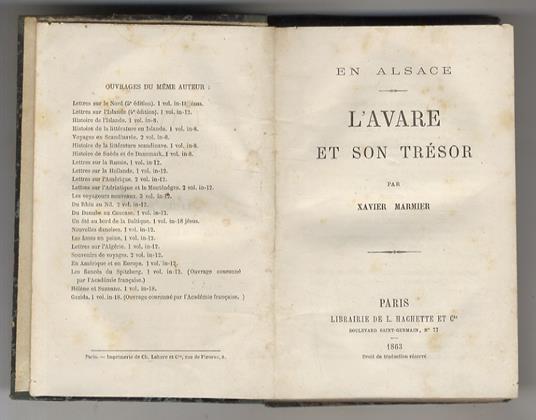 OUVRAGES DU MÊME AUTEUR :
Lettres sur le Nord (5e édition). 1 vol. in-18 jésus.
Lettres sur l'Islande (4e édition). 1 vol. in-12.
Histoire de l'Islande. 1 vol. in-8.
Histoire de la littérature en Islande. 1 vol. in-8.
Voyages en Scandinavie. 2 vol. in-8.
Histoire de la littérature scandinave. 1 vol. in-8.
Histoire de Suède et de Danemark. 1 vol. in-8.
Lettres sur la Russie, 1 vol. in-12.
Lettres sur la Hollande, 1 vol. in-12.
Lettres sur l'Amérique. 2 vol. in-12.
Lettres sur l'Adriatique et le Monténégro. 2 vol. in-12.
Les voyageurs nouveaux. 3 vol. in-12.
Du Rhin au Nil. 2 vol. in-12.
Du Danube au Caucase. 1 vol. in-12.
Un été au bord de la Baltique. 1 vol. in-18 jésus.
Nouvelles danoises. 1 vol. in-12.
Les âmes en peine, 1 vol. in-12.
Lettres sur l'Algérie. 1 vol. in-12.
Souvenirs de voyages. 2 vol. in-12.
En Amérique et en Europe. 1 vol. in-12.
Les fiancés du Spitzberg. 1 vol. in-12. (Ouvrage couronné
par l'Académie française.)
Hélène et Suzanne. 1 vol. in-18.
Gazida. 1 vol. in-18. (Ouvrage couronné par l'Académie française.)
Paris. — Imprimerie de Ch. Lahure et Cie, rue de Fleurus, 9.
EN ALSACE
L'AVARE
ET SON TRÉSOR
PAR
XAVIER MARMIER
PARIS
LIBRAIRIE DE L. HACHETTE ET Cie
BOULEVARD SAINT-GERMAIN, N° 77
1863
Droit de traduction réservé